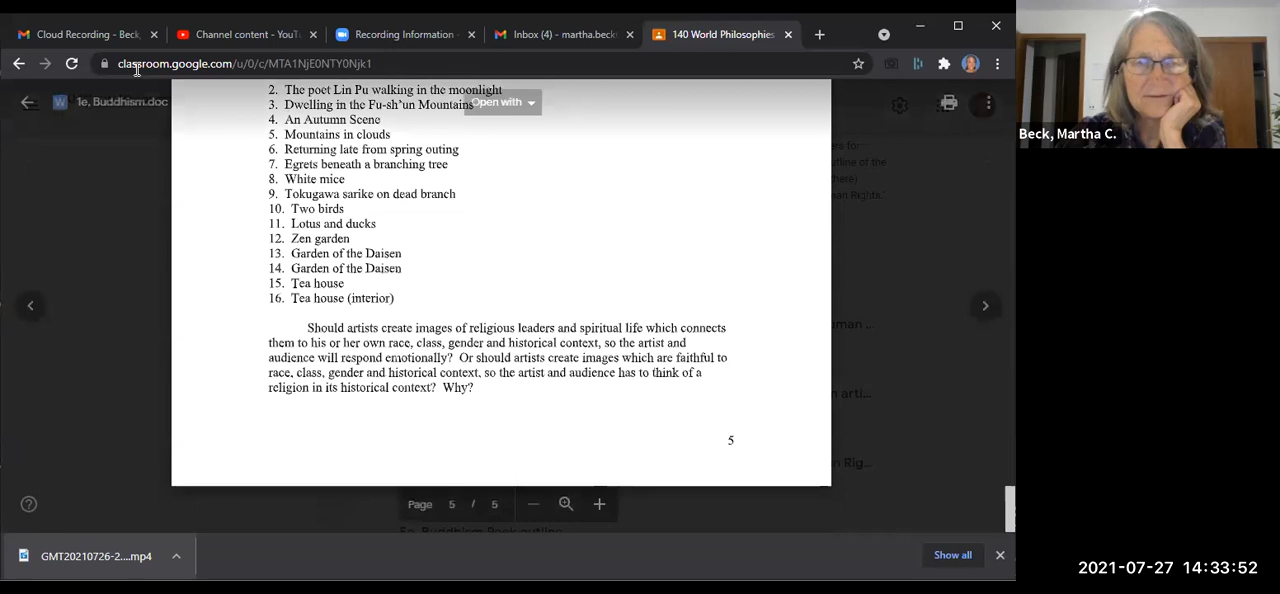 Cloud Recording - Beck,
Channel content - YouTu
Recording Information -
Inbox (4) - martha.beck
140 World Philosophies
classroom.google.com/u/0/c/MTA1NjE0NTY0Njk1
1e, Buddhism.doc
Open with
2. The poet Lin Pu walking in the moonlight
3. Dwelling in the Fu-sh'un Mountains
4. An Autumn Scene
5. Mountains in clouds
6. Returning late from spring outing
7. Egrets beneath a branching tree
8. White mice
9. Tokugawa sarike on dead branch
10. Two birds
11. Lotus and ducks
12. Zen garden
13. Garden of the Daisen
14. Garden of the Daisen
15. Tea house
16. Tea house (interior)
Should artists create images of religious leaders and spiritual life which connects
them to his or her own race, class, gender and historical context, so the artist and
audience will respond emotionally? Or should artists create images which are faithful to
race, class, gender and historical context, so the artist and audience has to think of a
religion in its historical context? Why?
5
Page 5 / 5
GMT20210726-2....mp4
Show all
Beck, Martha C.
2021-07-27 14:33:52